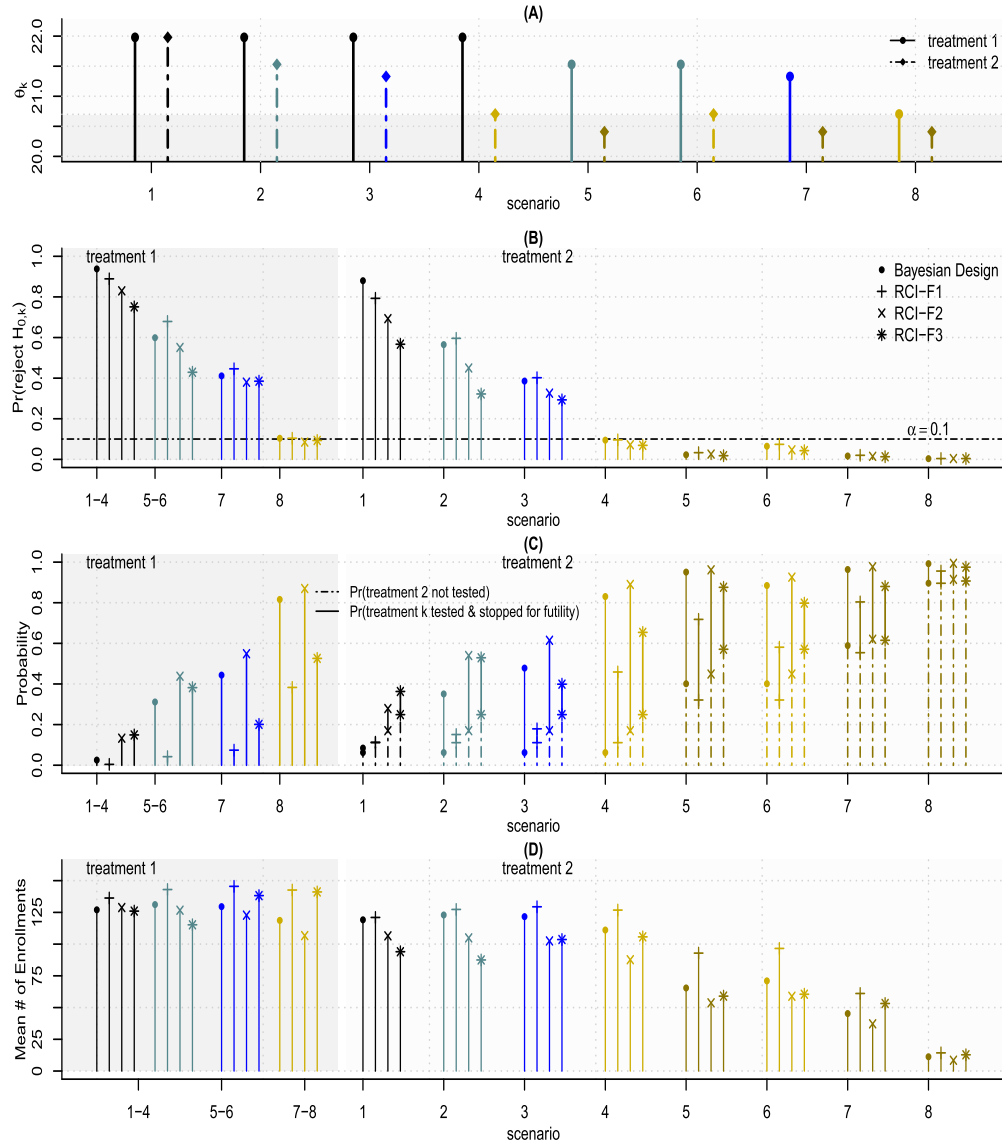 (A)
22.0
21.0
20.0
θk
treatment 1
treatment 2
1 2 3 4 5 6 7 8
scenario
(B)
treatment 1
treatment 2
1.0
0.8
0.6
0.4
0.2
0.0
Pr(reject H0,k)
Bayesian Design
RCI−F1
RCI−F2
RCI−F3
α = 0.1
1−4 5−6 7 8 1 2 3 4 5 6 7 8
scenario
(C)
treatment 1
treatment 2
1.0
0.8
0.6
0.4
0.2
0.0
Probability
Pr(treatment 2 not tested)
Pr(treatment k tested & stopped for futility)
1−4 5−6 7 8 1 2 3 4 5 6 7 8
scenario
(D)
treatment 1
treatment 2
125
75
25
0
Mean # of Enrollments
1−4 5−6 7−8 1 2 3 4 5 6 7 8
scenario